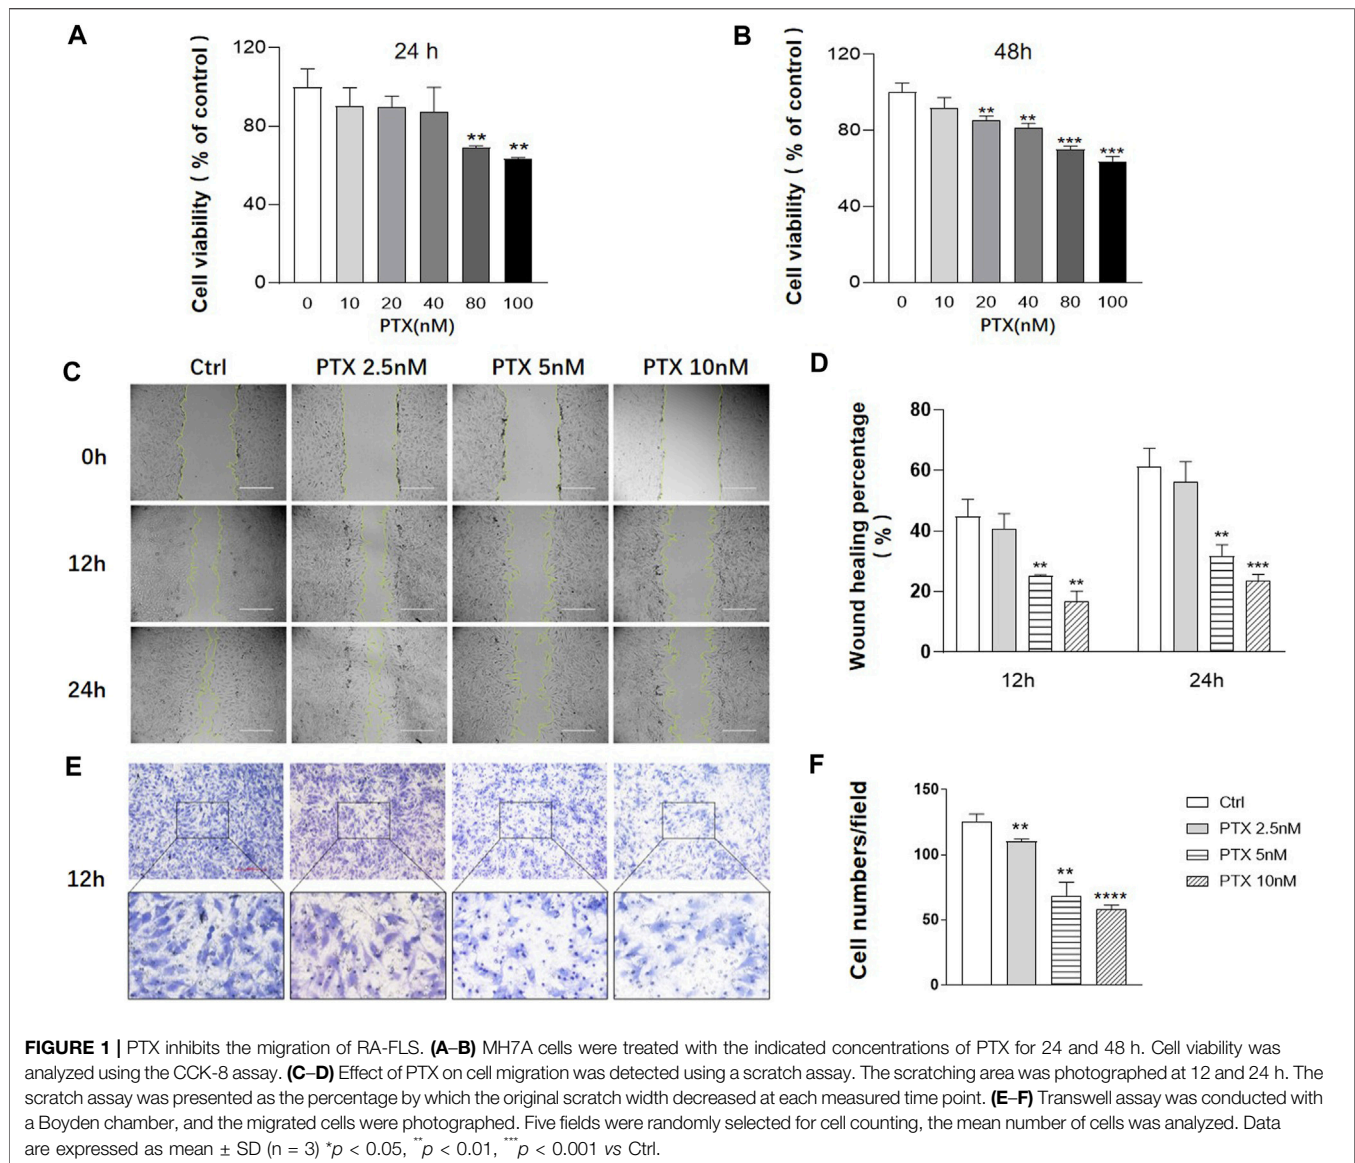 A
24 h
Cell viability ( % of control)
120
80
40
0
0 10 20 40 80 100
PTX(nM)
** **
B
48h
Cell viability ( % of control)
120
80
40
0
0 10 20 40 80 100
PTX(nM)
** ** *** ***
C
Ctrl PTX 2.5nM PTX 5nM PTX 10nM
0h
12h
24h
D
Wound healing percentage
( % )
80
60
40
20
0
** ** ** ***
12h 24h
E
12h
F
Cell numbers/field
150
100
50
0
** ** ****
Ctrl
PTX 2.5nM
PTX 5nM
PTX 10nM
FIGURE 1 | PTX inhibits the migration of RA-FLS. (A–B) MH7A cells were treated with the indicated concentrations of PTX for 24 and 48 h. Cell viability was
analyzed using the CCK-8 assay. (C–D) Effect of PTX on cell migration was detected using a scratch assay. The scratching area was photographed at 12 and 24 h. The
scratch assay was presented as the percentage by which the original scratch width decreased at each measured time point. (E–F) Transwell assay was conducted with
a Boyden chamber, and the migrated cells were photographed. Five fields were randomly selected for cell counting, the mean number of cells was analyzed. Data
are expressed as mean ± SD (n = 3) *p < 0.05, **p < 0.01, ***p < 0.001 vs Ctrl.